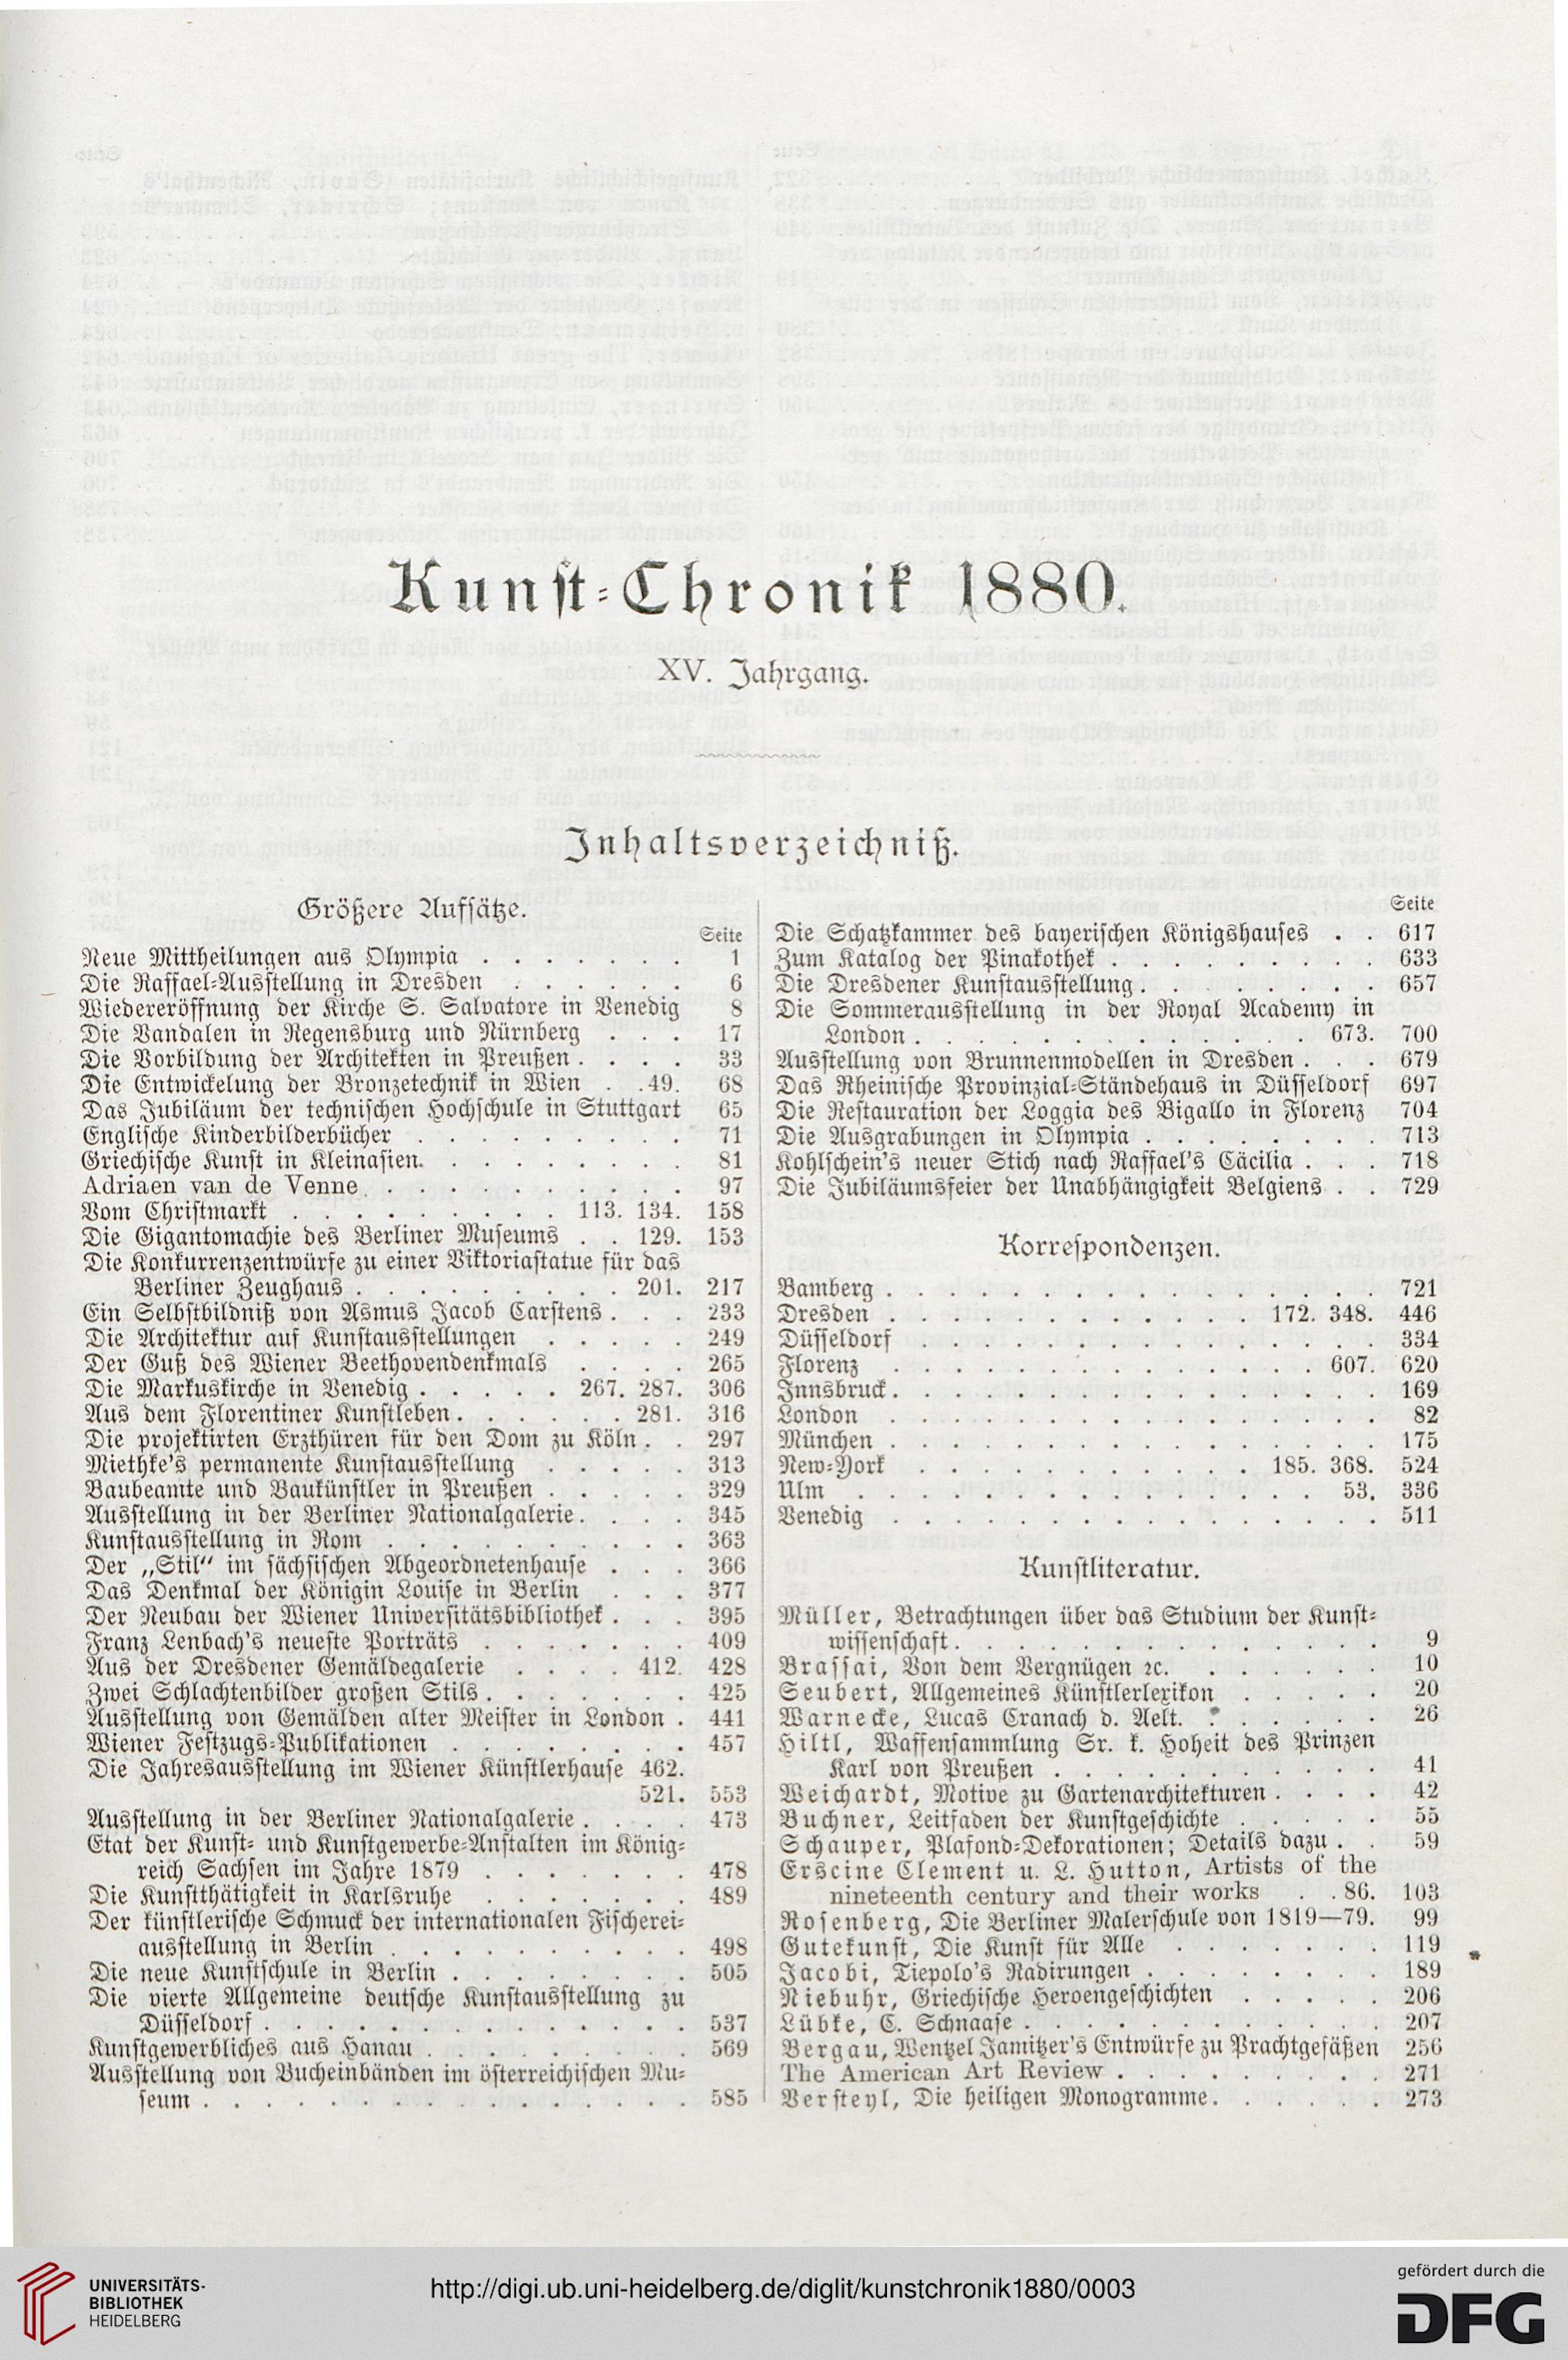 Kunst-Chronik 1880.
XV. Jahrgang.
Inhaltsverzeichniß.
Größere Aufsätze.
Seite
Neue Mittheilungen aus Olympia . . . . . . . 1
Die Raffael-Ausstellung in Dresden . . . . . . 6
Wiedereröffnung der Kirche S. Salvatore in Venedig 8
Die Vandalen in Regensburg und Nürnberg . . . 17
Die Vorbildung der Architekten in Preußen . . . . 33
Die Entwickelung der Bronzetechnik in Wien . . 49. 68
Das Jubiläum der technischen Hochschule in Stuttgart 65
Englische Kinderbilderbücher . . . . . . . . . 71
Griechische Kunst in Kleinasien. . . . . . . . . 81
Adriaen van de Venne . . . . . . . . . . . 97
Vom Christmarkt . . . . . . . . . 113. 134. 158
Die Gigantomachie des Berliner Museums . . 129. 153
Die Konkurrenzentwürfe zu einer Viktoriastatue für das
Berliner Zeughaus . . . . . . . . . 201. 217
Ein Selbstbildniß von Asmus Jacob Carstens . . . 233
Die Architektur auf Kunstausstellungen . . . . . 249
Der Guß des Wiener Beethovendenkmals . . . . 265
Die Markuskirche in Venedig . . . . . 267. 287. 306
Aus dem Florentiner Kunstleben. . . . . . 281. 316
Die projektirten Erzthüren für den Dom zu Köln . . 297
Miethke's permanente Kunstausstellung . . . . . 313
Baubeamte und Baukünstler in Preußen . . . . . 329
Ausstellung in der Berliner Nationalgalerie. . . . 345
Kunstausstellung in Rom . . . . . . . . . . 363
Der „Stil“ im sächsischen Abgeordnetenhause . . . 366
Das Denkmal der Königin Louise in Berlin . . . 377
Der Neubau der Wiener Universitätsbibliothek . . . 395
Franz Lenbach's neueste Porträts . . . . . . . 409
Aus der Dresdener Gemäldegalerie . . . . 412. 428
Zwei Schlachtenbilder großen Stils . . . . . . . 425
Ausstellung von Gemälden alter Meister in London . 441
Wiener Festzugs-Publikationen . . . . . . . . 457
Die Jahresausstellung im Wiener Künstlerhause 462.
521. 553
Ausstellung in der Berliner Nationalgalerie . . . . 473
Etat der Kunst- und Kunstgewerbe-Anstalten im König-
reich Sachsen im Jahre 1879 . . . . . . . 478
Die Kunstthätigkeit in Karlsruhe . . . . . . . 489
Der künstlerische Schmuck der internationalen Fischerei-
ausstellung in Berlin . . . . . . . . . . 498
Die neue Kunstschule in Berlin . . . . . . . . 505
Die vierte Allgemeine deutsche Kunstausstellung zu
Düsseldorf . . . . . . . . . . . . . . 537
Kunstgewerbliches aus Hanau . . . . . . . . . 569
Ausstellung von Bucheinbänden im österreichischen Mu-
seum . . . . . . . . . . . . . . . . 585
Seite
Die Schatzkammer des bayerischen Königshauses . . 617
Zum Katalog der Pinakothek . . . . . . . . . 633
Die Dresdener Kunstausstellung . . . . . . . . 657
Die Sommerausstellung in der Royal Academy in
London . . . . . . . . . . . . . 673. 700
Ausstellung von Brunnenmodellen in Dresden . . . 679
Das Rheinische Provinzial-Ständehaus in Düsseldorf 697
Die Restauration der Loggia des Bigallo in Florenz 704
Die Ausgrabungen in Olympia . . . . . . . . 713
Kohlschein's neuer Stich nach Raffael's Cäcilia . . . 718
Die Jubiläumsfeier der Unabhängigkeit Belgiens . . 729
Korrespondenzen.
Bamberg . . . . . . . . . . . . . . . . 721
Dresden . . . . . . . . . . . . 172. 348. 446
Düsseldorf . . . . . . . . . . . . . . . 334
Florenz . . . . . . . . . . . . . . 607. 620
Innsbruck . . . . . . . . . . . . . . . . 169
London . . . . . . . . . . . . . . . . 82
München . . . . . . . . . . . . . . . . 175
New-York . . . . . . . . . . . 185. 368. 524
Ulm . . . . . . . . . . . . . . . 53. 336
Venedig . . . . . . . . . . . . . . . . 511
Kunstliteratur.
Müller, Betrachtungen über das Studium der Kunst-
wissenschaft . . . . . . . . . . . . . . 9
Brassai, Von dem Vergnügen ꝛc. . . . . . . . 10
Seubert, Allgemeines Künstlerlexikon . . . . . 20
Warnecke, Lucas Cranach d. Aelt. . . . . . . 26
Hiltl, Waffensammlung Sr. k. Hoheit des Prinzen
Karl von Preußen . . . . . . . . . . . 41
Weichardt, Motive zu Gartenarchitekturen . . . . 42
Buchner, Leitfaden der Kunstgeschichte . . . . . 55
Schauper, Plafond-Dekorationen; Details dazu . . 59
Erscine Clement u. L. Hutton, Artists of the
nineteenth century and their works . . 86. 103
Rosenberg, Die Berliner Malerschule von 1819—79. 99
Gutekunst, Die Kunst für Alle . . . . . . . 119
Jacobi, Tiepolo's Radirungen . . . . . . . . 189
Niebuhr, Griechische Heroengeschichten . . . . . 206
Lübke, C. Schnaase . . . . . . . . . . . . 207
Bergau, Wentzel Jamitzer's Entwürfe zu Prachtgefäßen 256
The American Art Review . . . . . . . . . 271
Versteyl, Die heiligen Monogramme. . . . . . 273
UNIVERSITÄTS-
BIBLIOTHEK
HEIDELBERG
http://digi.ub.uni-heidelberg.de/diglit/kunstchronik1880/0003
gefördert durch die
DFG